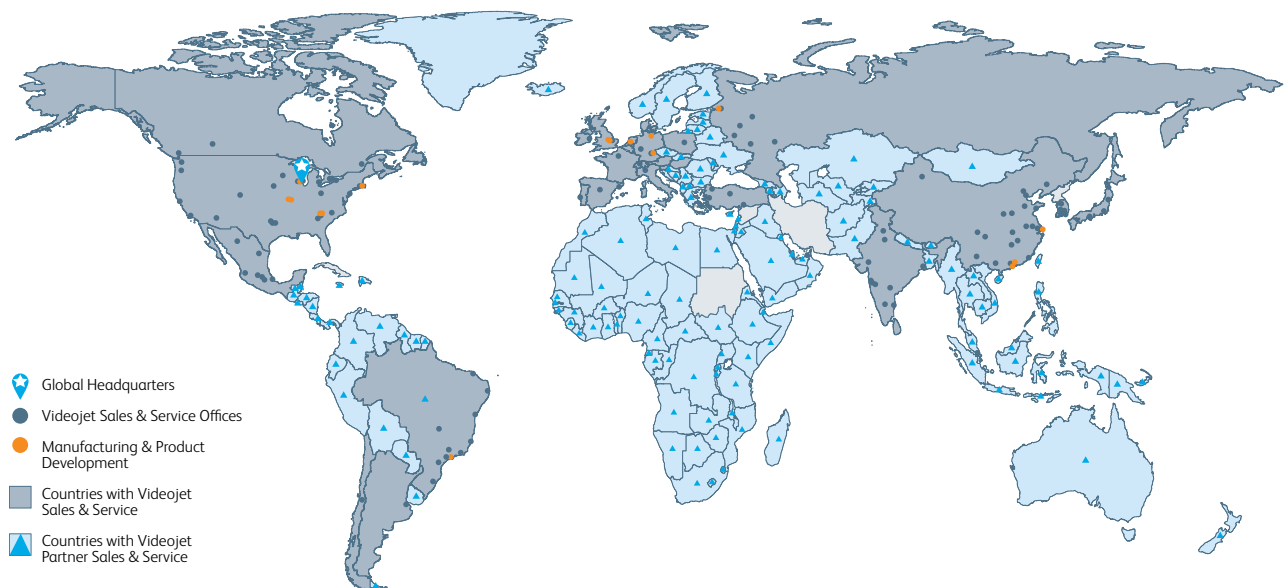 Global Headquarters
Videojet Sales & Service Offices
Manufacturing & Product
Development
Countries with Videojet
Sales & Service
Countries with Videojet
Partner Sales & Service